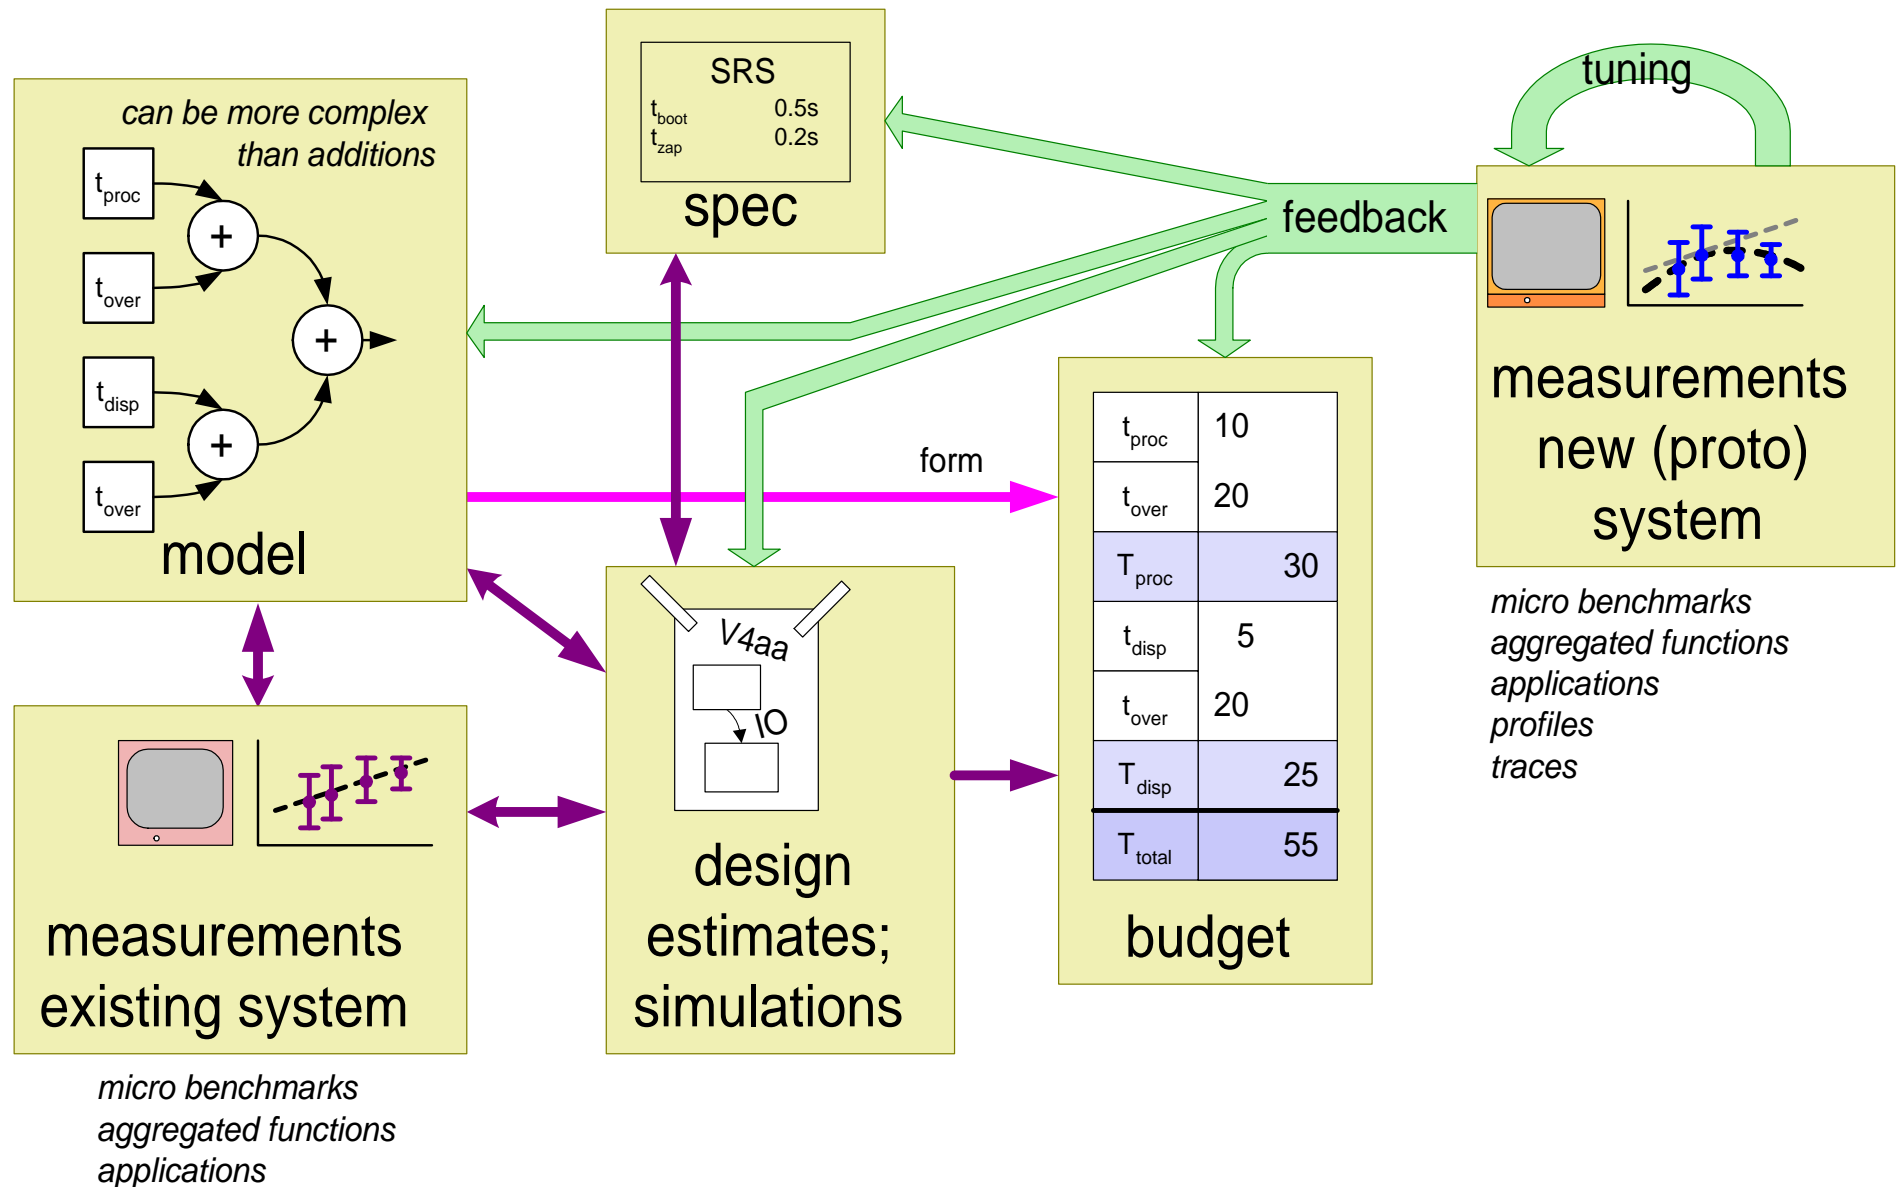 can be more complex
than additions
t_proc
t_over
t_disp
t_over
+
+
+
model
SRS
t_boot 0.5s
t_zap 0.2s
spec
feedback
tuning
measurements
new (proto)
system
micro benchmarks
aggregated functions
applications
profiles
traces
form
t_proc 10
t_over 20
T_proc 30
t_disp 5
t_over 20
T_disp 25
T_total 55
budget
V4aa
IO
design
estimates;
simulations
measurements
existing system
micro benchmarks
aggregated functions
applications